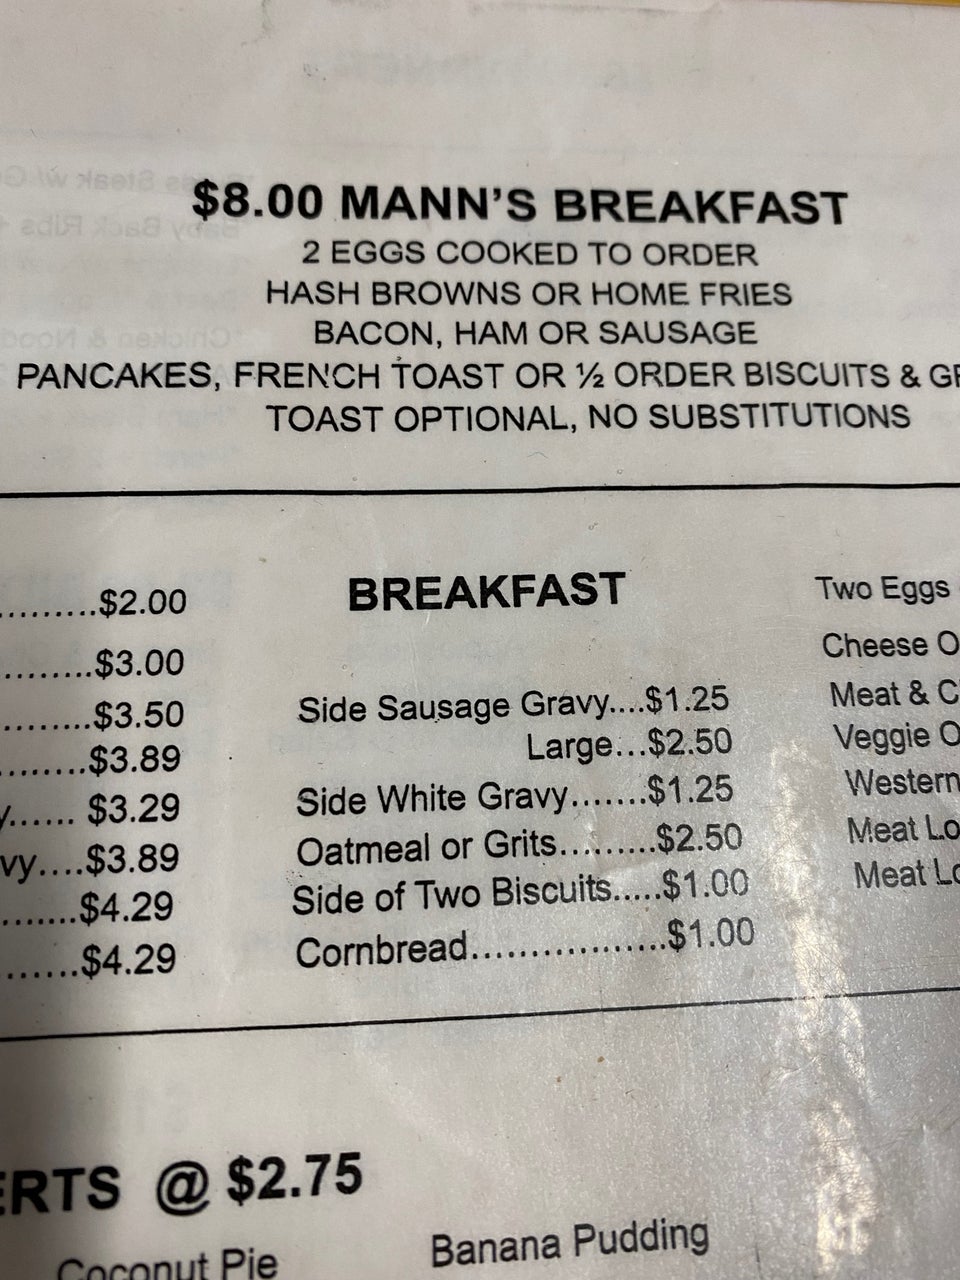 $8.00 MANN'S BREAKFAST
2 EGGS COOKED TO ORDER
HASH BROWNS OR HOME FRIES
BACON, HAM OR SAUSAGE
PANCAKES, FRENCH TOAST OR ½ ORDER BISCUITS &
TOAST OPTIONAL, NO SUBSTITUTIONS
.........$2.00
........$3.00
........$3.50
........$3.89
...... $3.29
....$3.89
.......$4.29
.......$4.29
BREAKFAST
Side Sausage Gravy....$1.25
Large...$2.50
Side White Gravy.......$1.25
Oatmeal or Grits.........$2.50
Side of Two Biscuits.....$1.00
Cornbread.................$1.00
Two Eggs
Cheese
Meat &
Veggie
Western
Meat
Meat
@ $2.75
Coconut Pie
Banana Pudding